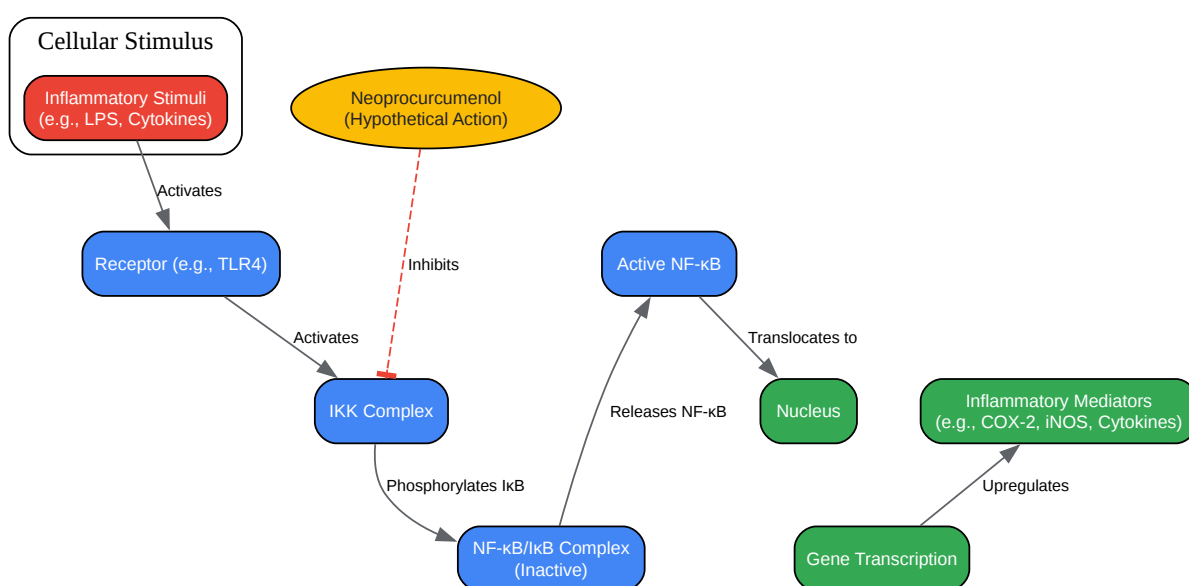 Cellular Stimulus
Inflammatory Stimuli
(e.g., LPS, Cytokines)
Neoprocurcumenol
(Hypothetical Action)
Activates
Receptor (e.g., TLR4)
Inhibits
Active NF-κB
Activates
Translocates to
IKK Complex
Releases NF-κB
Nucleus
Inflammatory Mediators
(e.g., COX-2, iNOS, Cytokines)
Phosphorylates IκB
Upregulates
NF-κB/IκB Complex
(Inactive)
Gene Transcription